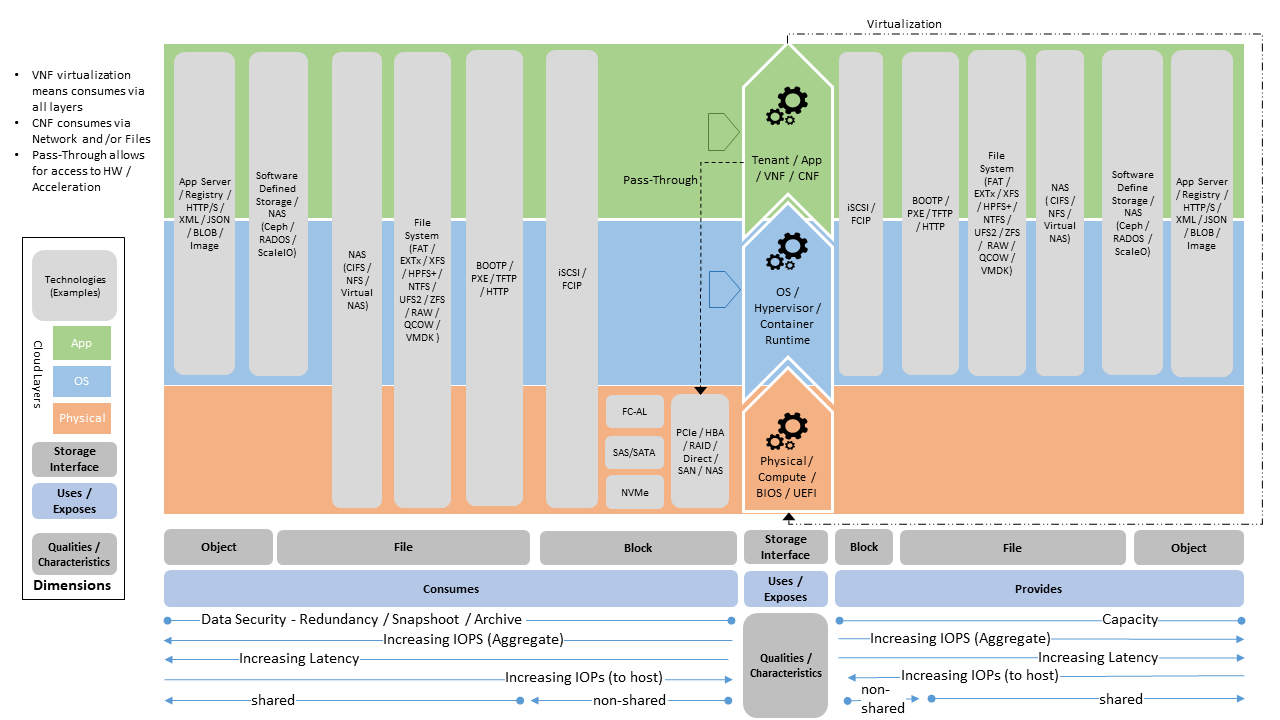 Virtualization
• VNF virtualization
means consumes via
all layers
• CNF consumes via
Network and/or Files
• Pass-Through allows
for access to HW /
Acceleration
Technologies
(Examples)
Cloud Layers
App
OS
Physical
Storage
Interface
Uses /
Exposes
Qualities /
Characteristics
Dimensions
App Server
/ Registry /
HTTP/S /
XML / JSON
/ BLOB /
Image
Software
Defined
Storage /
NAS
(Ceph /
RADOS /
ScaleIO)
NAS
(CIFS /
NFS /
Virtual
NAS)
File
System
(FAT /
EXTx / XFS
/ HPFS+ /
NTFS /
UFS2 / ZFS
/ RAW /
QCOW /
VMDK )
BOOTP /
PXE / TFTP
/ HTTP
iSCSI /
FCIP
FC-AL
SAS/SATA
NVMe
PCIe / HBA
/ RAID /
Direct /
SAN / NAS
Pass-Through
Tenant / App
/ VNF / CNF
OS /
Hypervisor /
Container
Runtime
Physical /
Compute /
BIOS / UEFI
iSCSI /
FCIP
BOOTP /
PXE / TFTP
/ HTTP
File
System
(FAT /
EXTx / XFS
/ HPFS+ /
NTFS /
UFS2 / ZFS
/ RAW /
QCOW /
VMDK)
NAS
( CIFS /
NFS /
Virtual
NAS)
Software
Define
Storage /
NAS
(Ceph /
RADOS /
ScaleO)
App Server
/ Registry /
HTTP/S /
XML / JSON
/ BLOB /
Image
Object
File
Block
Storage
Interface
Block
File
Object
Consumes
Uses /
Exposes
Provides
Data Security - Redundancy / Snapshoot / Archive
Increasing IOPS (Aggregate)
Increasing Latency
Increasing IOPs (to host)
shared
non-shared
Qualities /
Characteristics
Capacity
Increasing IOPS (Aggregate)
Increasing Latency
Increasing IOPs (to host)
non-
shared
shared